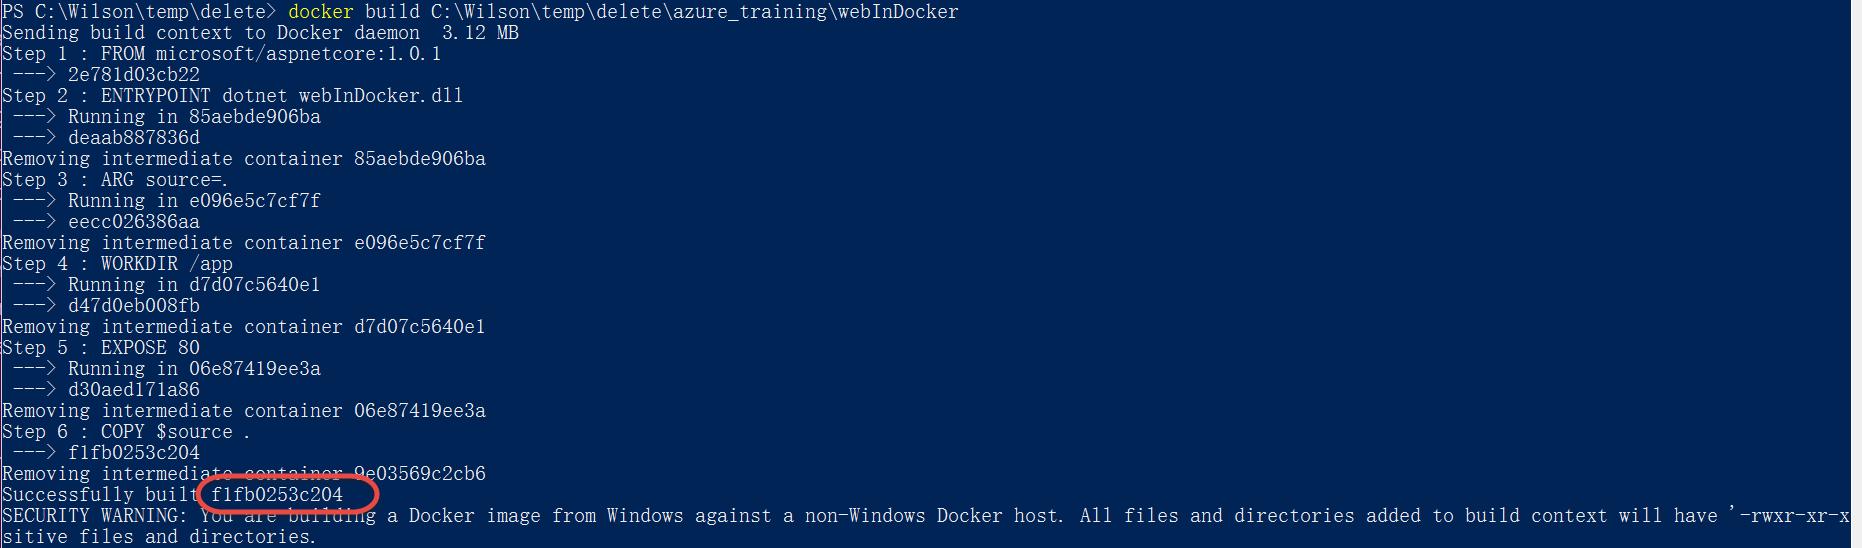 PS C:\Wilson\temp\delete> docker build C:\Wilson\temp\delete\azure_training\webInDocker
Sending build context to Docker daemon  3.12 MB
Step 1 : FROM microsoft/aspnetcore:1.0.1
 ---> 2e781d03cb22
Step 2 : ENTRYPOINT dotnet webInDocker.dll
 ---> Running in 85aebde906ba
 ---> deaab887836d
Removing intermediate container 85aebde906ba
Step 3 : ARG source=.
 ---> Running in e096e5c7cf7f
 ---> eecc026386aa
Removing intermediate container e096e5c7cf7f
Step 4 : WORKDIR /app
 ---> Running in d7d07c5640e1
 ---> d47d0eb008fb
Removing intermediate container d7d07c5640e1
Step 5 : EXPOSE 80
 ---> Running in 06e87419ee3a
 ---> d30aed171a86
Removing intermediate container 06e87419ee3a
Step 6 : COPY $source .
 ---> f1fb0253c204
Removing intermediate container 9e03569c2cb6
Successfully built f1fb0253c204
SECURITY WARNING: You are building a Docker image from Windows against a non-Windows Docker host. All files and directories added to build context will have '-rwxr-xr-x
sitive files and directories.